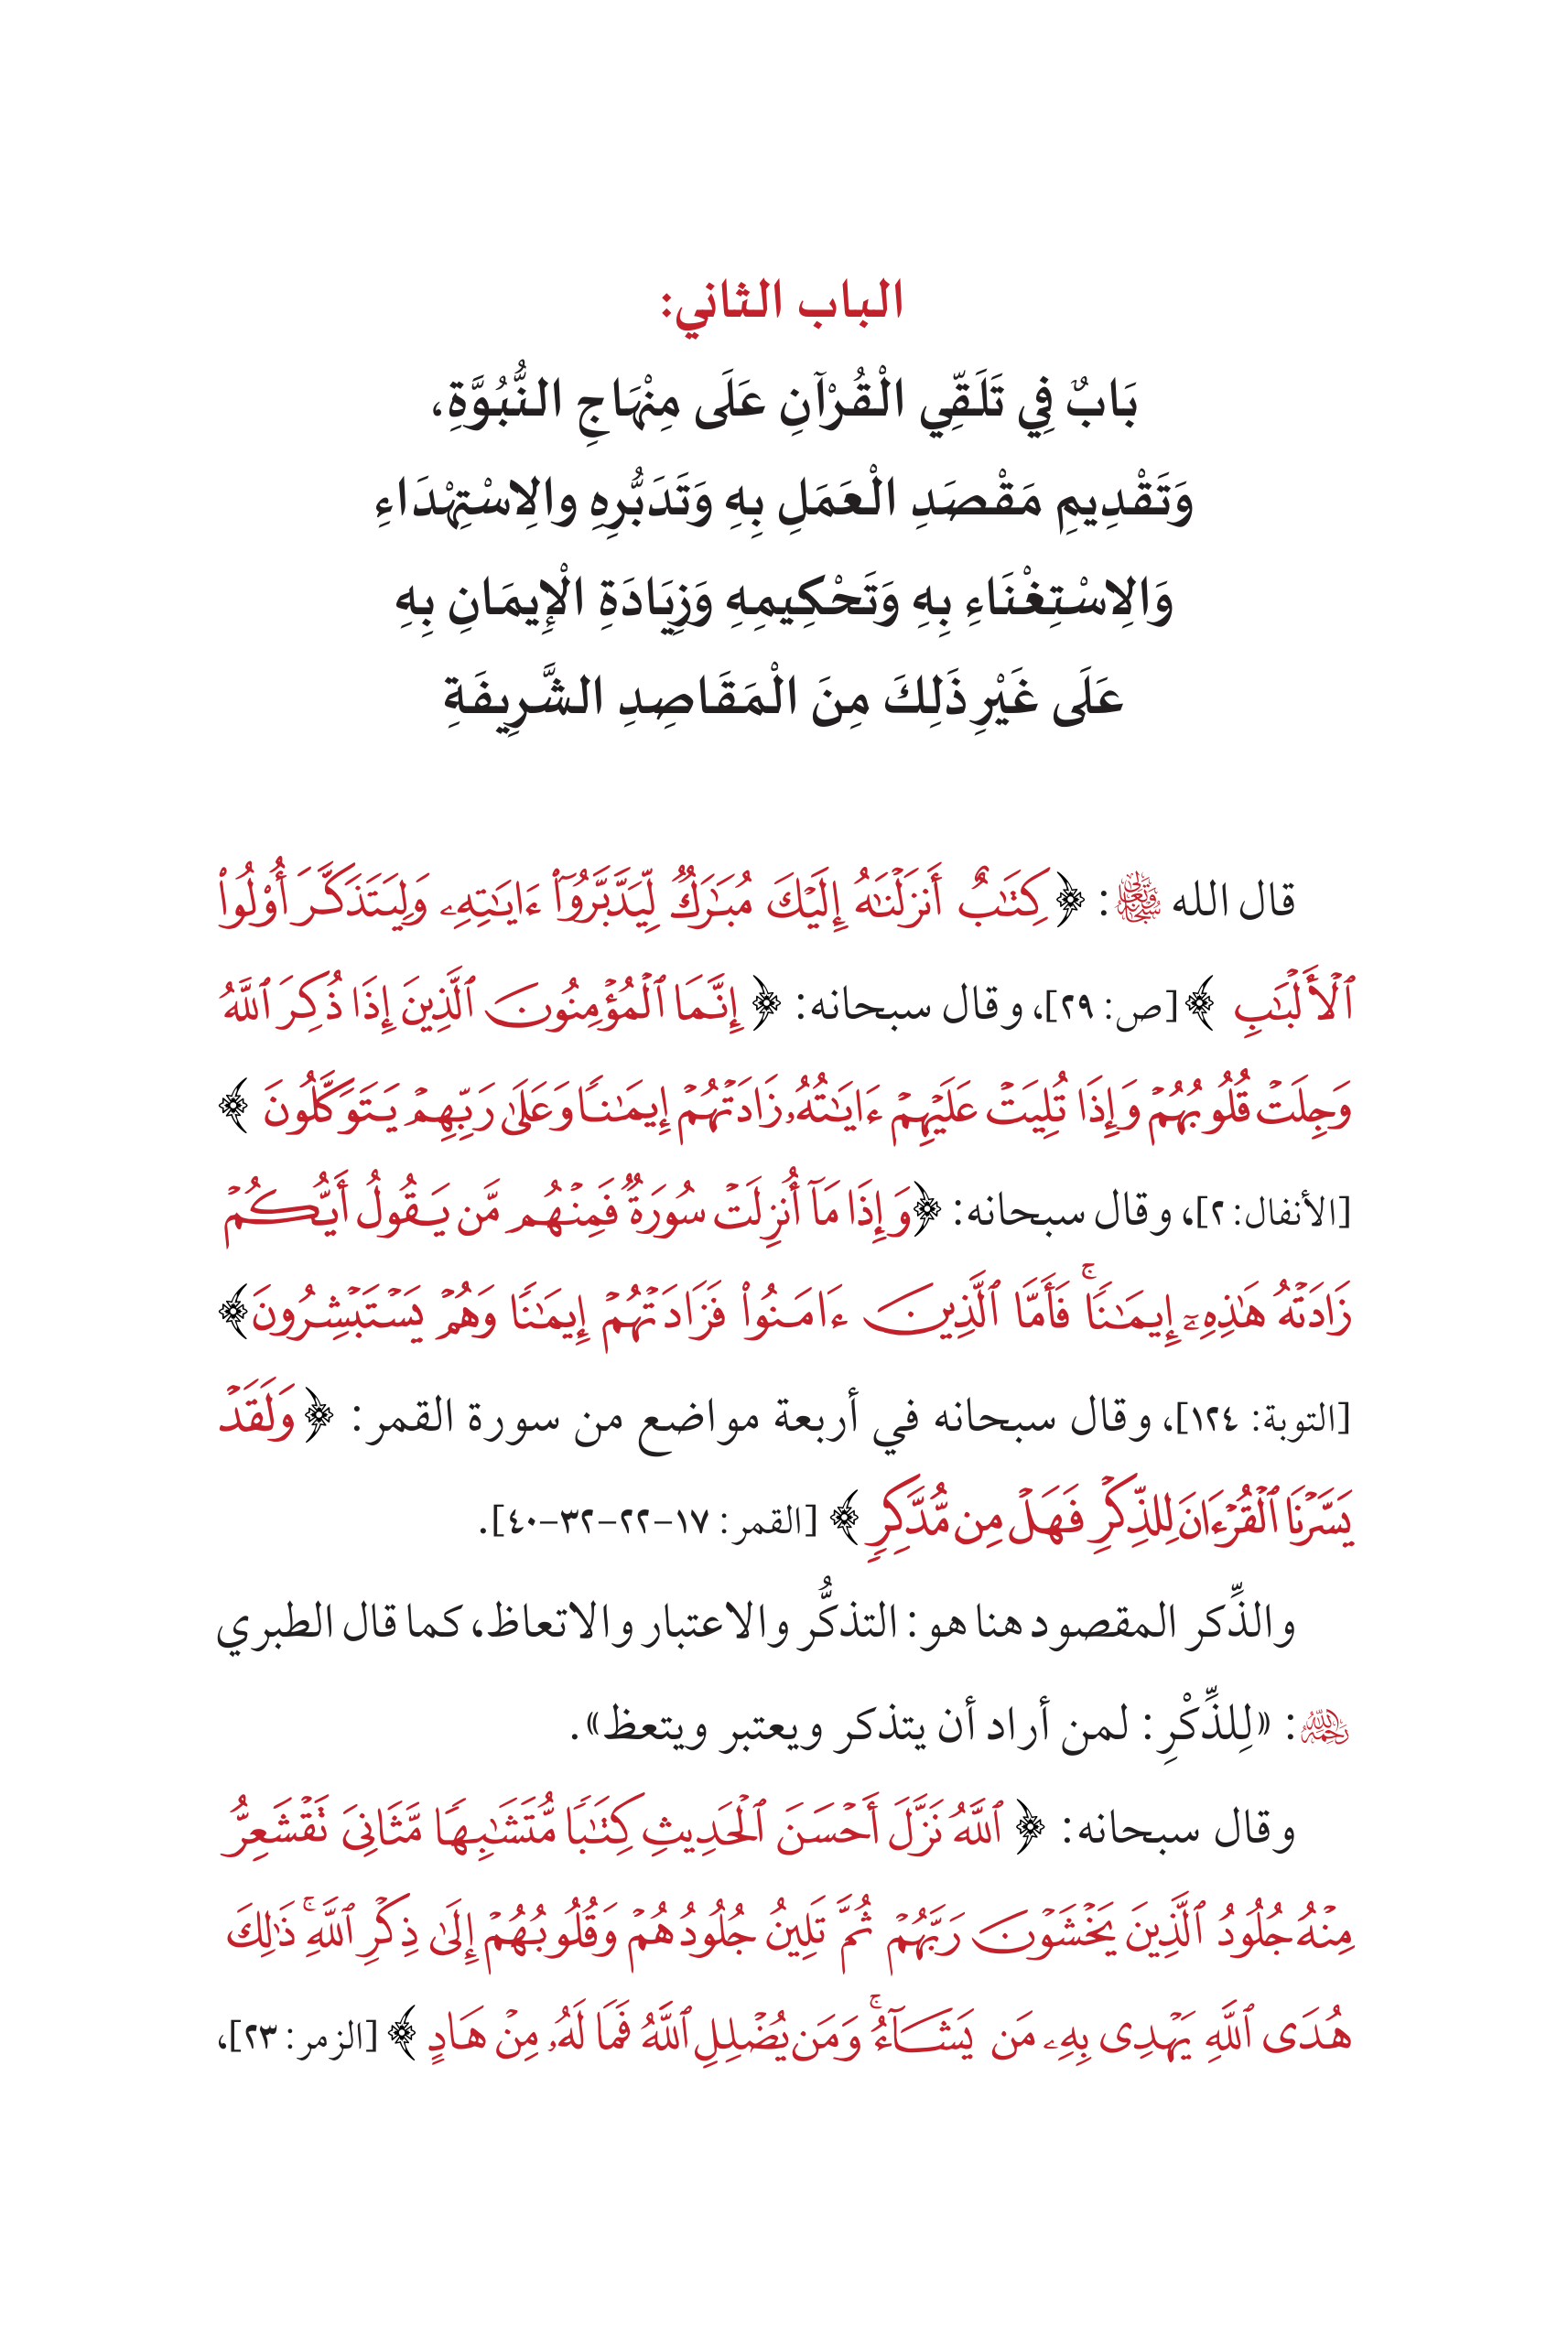 الباب الثاني:
بَابٌ فِي تَلَقِّي الْقُرْآنِ عَلَى مِنْهَاجِ النُّبُوَّةِ،
وَتَقْدِيمِ مَقْصَدِ الْعَمَلِ بِهِ وَتَدَبُّرِهِ والِاسْتِهْدَاءِ
وَالِاسْتِغْنَاءِ بِهِ وَتَحْكِيمِهِ وَزِيَادَةِ الْإِيمَانِ بِهِ
عَلَى غَيْرِ ذَلِكَ مِنَ الْمَقَاصِدِ الشَّرِيفَةِ
قال الله سُبْحَانَهُ وَتَعَالَى: ﴿كِتَٰبٌ أَنزَلْنَٰهُ إِلَيْكَ مُبَٰرَكٌ لِّيَدَّبَّرُوٓا۟ ءَايَٰتِهِۦ وَلِيَتَذَكَّرَ أُو۟لُوا۟
ٱلْأَلْبَٰبِ ﴾ [ص: ٢٩]، وقال سبحانه: ﴿ إِنَّمَا ٱلْمُؤْمِنُونَ ٱلَّذِينَ إِذَا ذُكِرَ ٱللَّهُ
وَجِلَتْ قُلُوبُهُمْ وَإِذَا تُلِيَتْ عَلَيْهِمْ ءَايَٰتُهُۥ زَادَتْهُمْ إِيمَٰنًا وَعَلَىٰ رَبِّهِمْ يَتَوَكَّلُونَ ﴾
[الأنفال: ٢]، وقال سبحانه: ﴿وَإِذَا مَآ أُنزِلَتْ سُورَةٌ فَمِنْهُم مَّن يَقُولُ أَيُّكُمْ
زَادَتْهُ هَٰذِهِۦٓ إِيمَٰنًا ۚ فَأَمَّا ٱلَّذِينَ ءَامَنُوا۟ فَزَادَتْهُمْ إِيمَٰنًا وَهُمْ يَسْتَبْشِرُونَ﴾
[التوبة: ١٢٤]، وقال سبحانه في أربعة مواضع من سورة القمر: ﴿ وَلَقَدْ
يَسَّرْنَا ٱلْقُرْءَانَ لِلذِّكْرِ فَهَلْ مِن مُّدَّكِرٍ ﴾ [القمر: ١٧-٢٢-٣٢-٤٠].
والذِّكر المقصود هنا هو: التذكُّر والاعتبار والاتعاظ، كما قال الطبري
رَحِمَهُ اللَّهُ: «لِلذِّكْرِ: لمن أراد أن يتذكر ويعتبر ويتعظ».
وقال سبحانه: ﴿ ٱللَّهُ نَزَّلَ أَحْسَنَ ٱلْحَدِيثِ كِتَٰبًا مُّتَشَٰبِهًا مَّثَانِىَ تَقْشَعِرُّ
مِنْهُ جُلُودُ ٱلَّذِينَ يَخْشَوْنَ رَبَّهُمْ ثُمَّ تَلِينُ جُلُودُهُمْ وَقُلُوبُهُمْ إِلَىٰ ذِكْرِ ٱللَّهِ ۚ ذَٰلِكَ
هُدَى ٱللَّهِ يَهْدِى بِهِۦ مَن يَشَآءُ ۚ وَمَن يُضْلِلِ ٱللَّهُ فَمَا لَهُۥ مِنْ هَادٍ ﴾ [الزمر: ٢٣]،